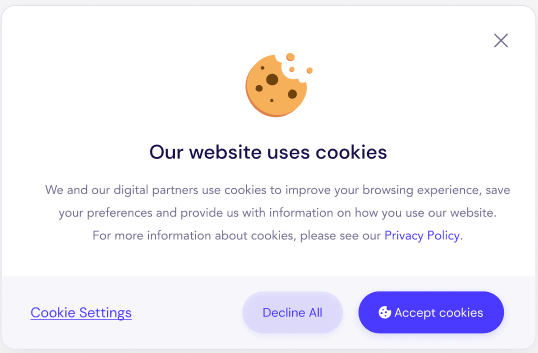 Our website uses cookies
We and our digital partners use cookies to improve your browsing experience, save
your preferences and provide us with information on how you use our website.
For more information about cookies, please see our Privacy Policy.
Cookie Settings
Decline All
Accept cookies